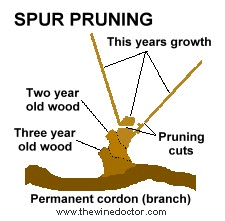 SPUR PRUNING
This years growth
Two year
old wood
Three year
old wood
Pruning
cuts
Permanent cordon (branch)
www.thewinedoctor.com